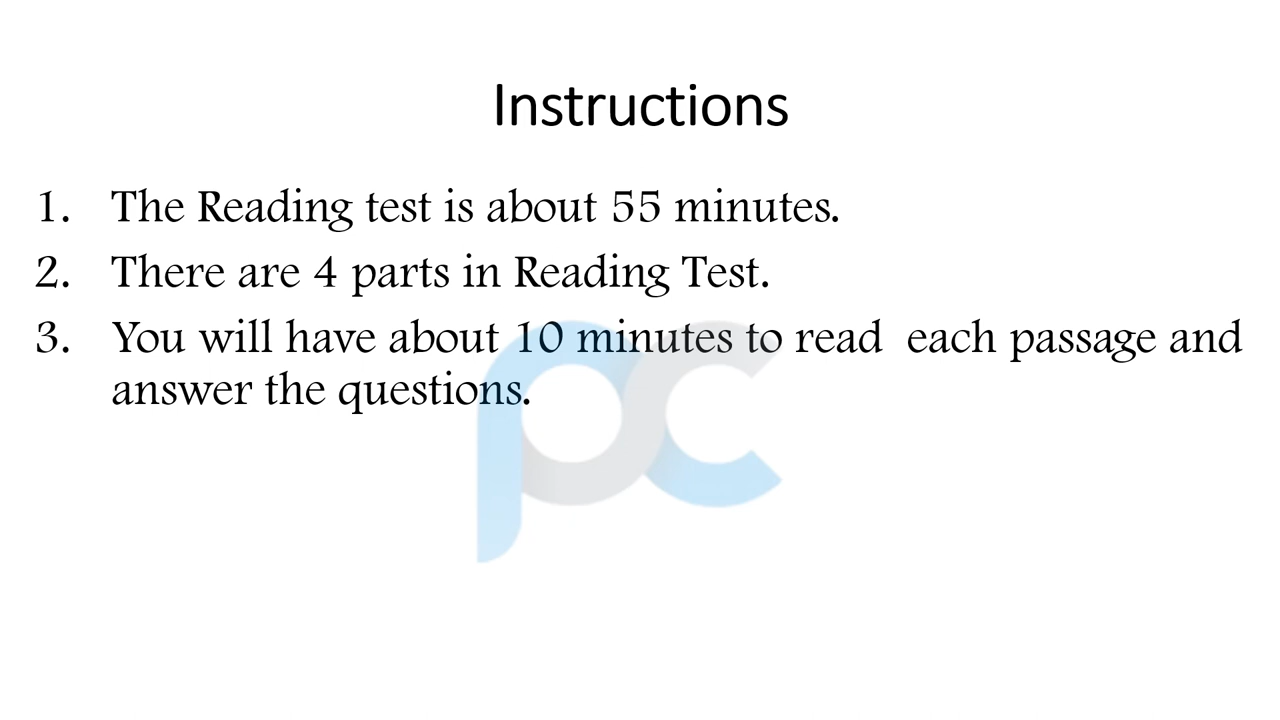 Instructions
1. The Reading test is about 55 minutes.
2. There are 4 parts in Reading Test.
3. You will have about 10 minutes to read  each passage and
answer the questions.
pc